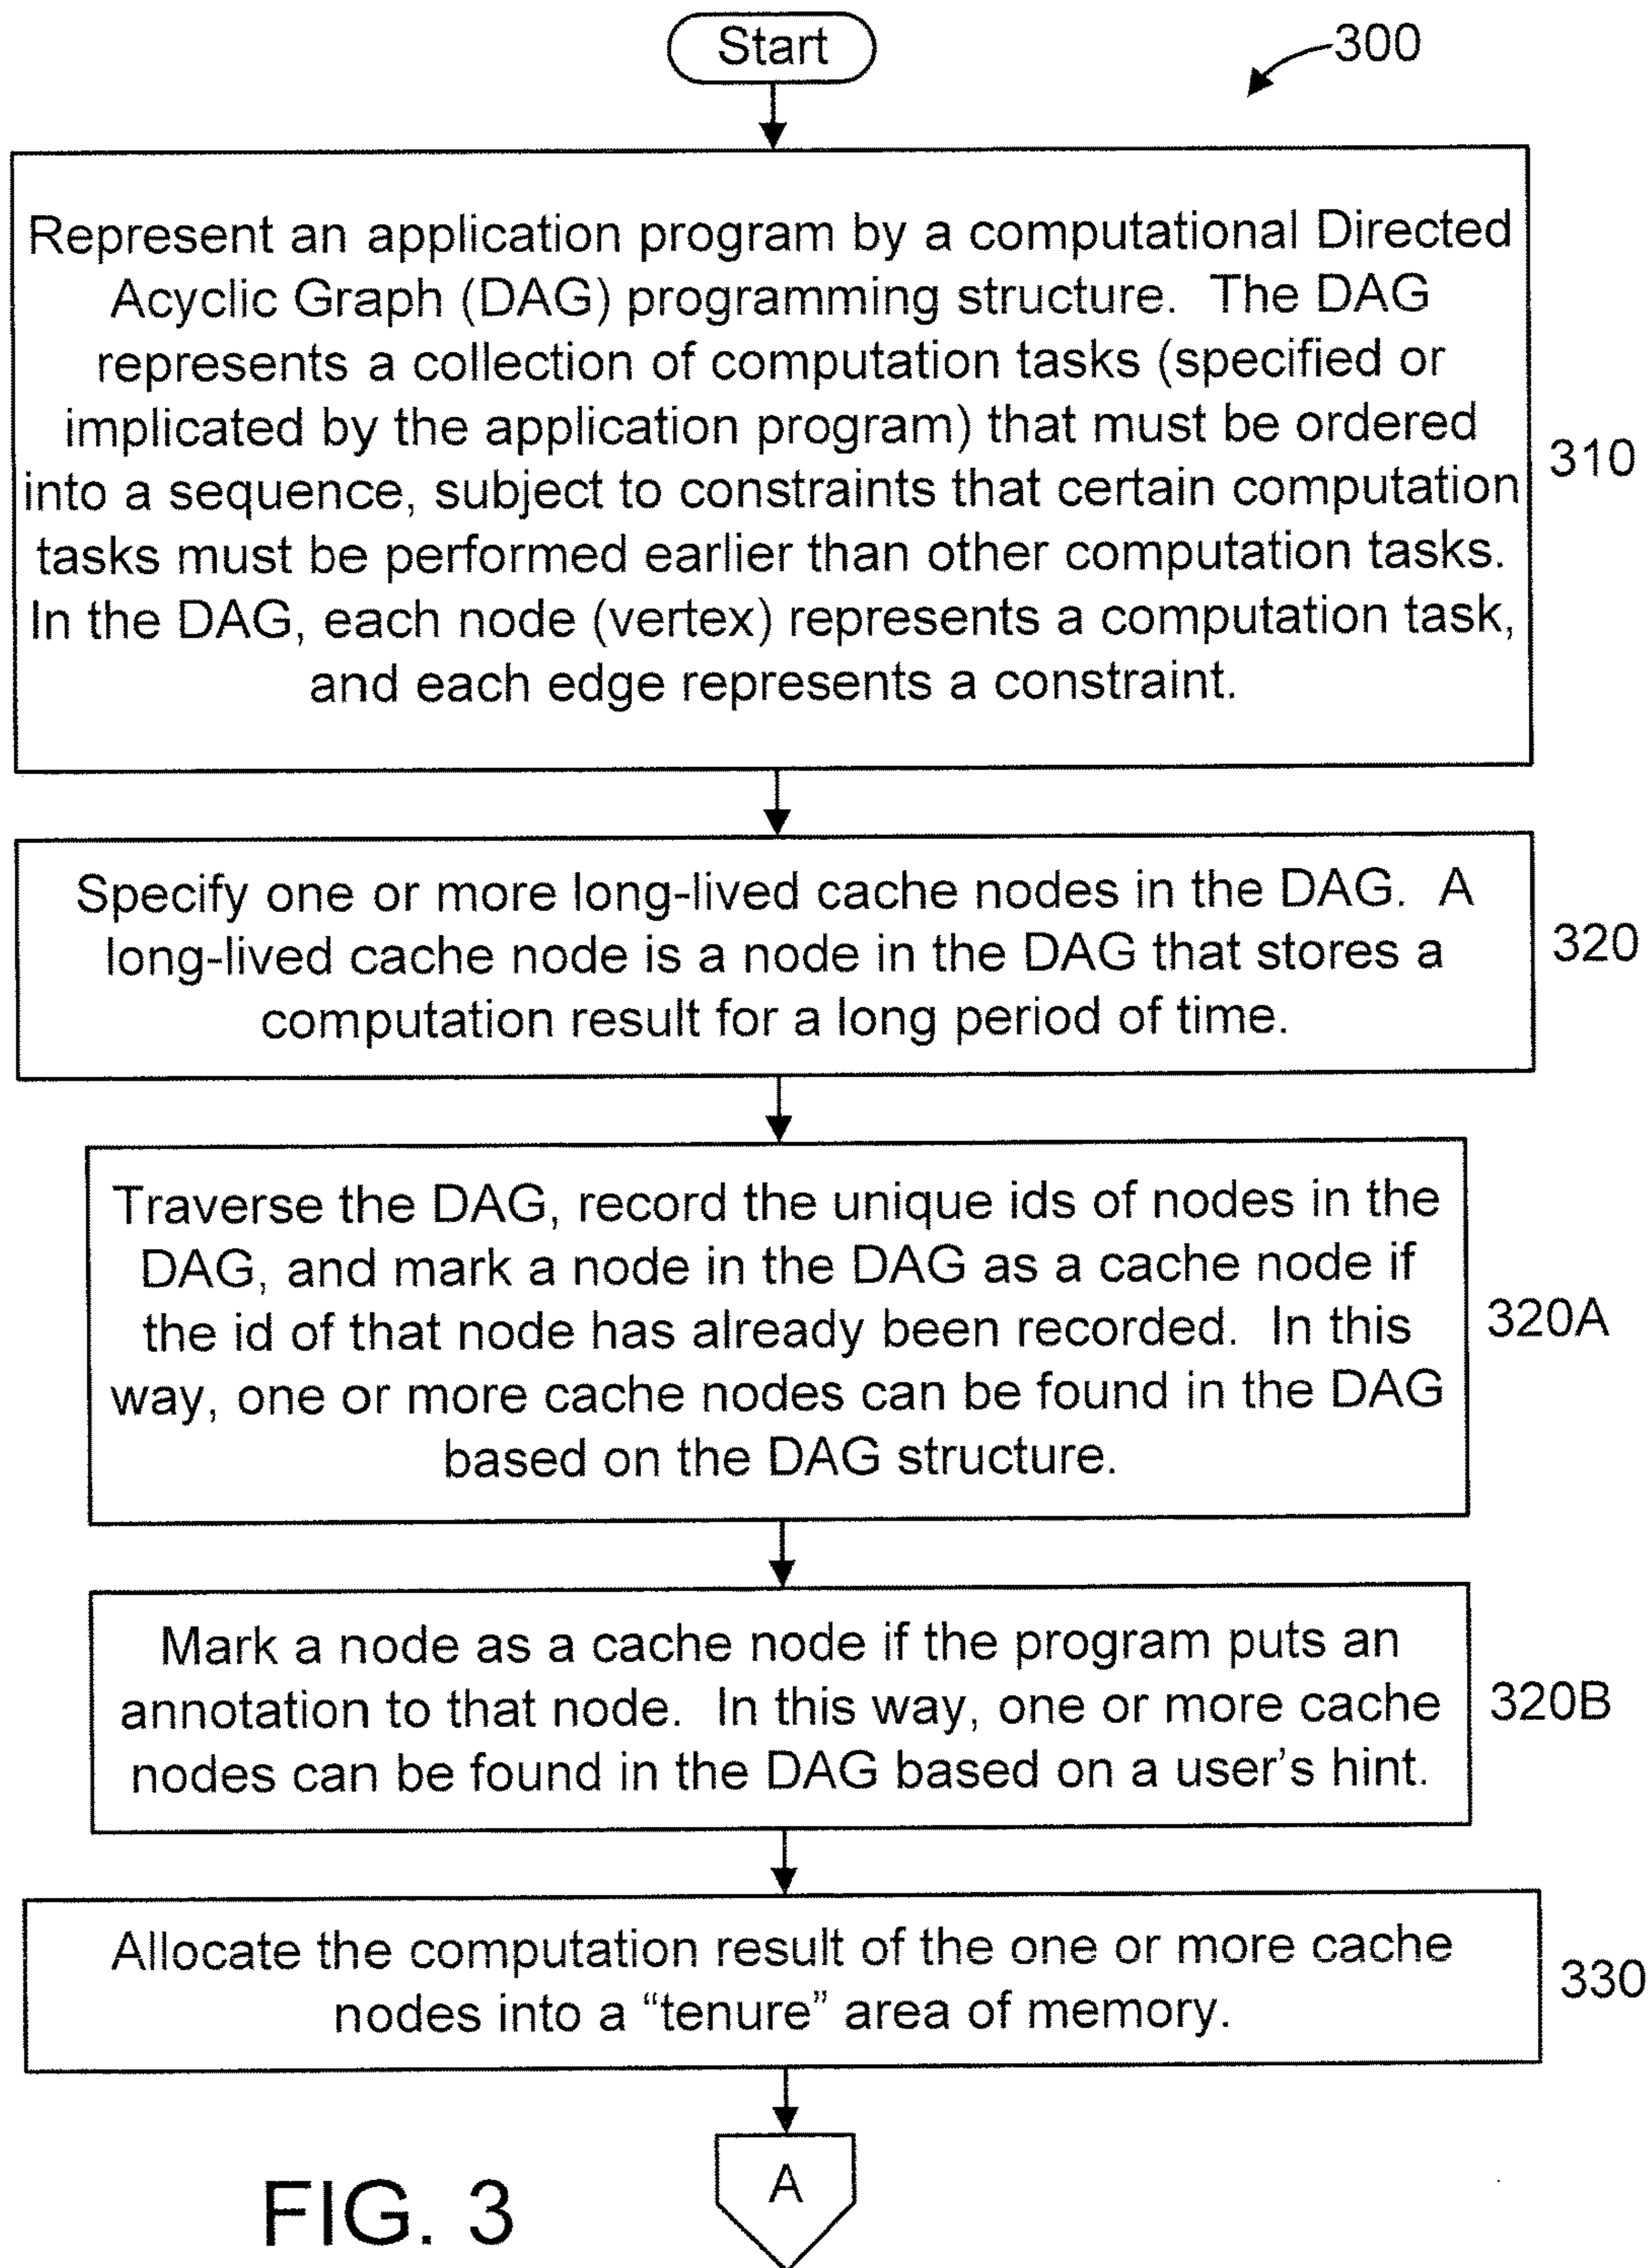 Start
300
Represent an application program by a computational Directed
Acyclic Graph (DAG) programming structure. The DAG
represents a collection of computation tasks (specified or
implicated by the application program) that must be ordered
into a sequence, subject to constraints that certain computation
tasks must be performed earlier than other computation tasks.
In the DAG, each node (vertex) represents a computation task,
and each edge represents a constraint.
310
Specify one or more long-lived cache nodes in the DAG. A
long-lived cache node is a node in the DAG that stores a
computation result for a long period of time.
320
Traverse the DAG, record the unique ids of nodes in the
DAG, and mark a node in the DAG as a cache node if
the id of that node has already been recorded. In this
way, one or more cache nodes can be found in the DAG
based on the DAG structure.
320A
Mark a node as a cache node if the program puts an
annotation to that node. In this way, one or more cache
nodes can be found in the DAG based on a user's hint.
320B
Allocate the computation result of the one or more cache
nodes into a “tenure” area of memory.
330
A
FIG. 3